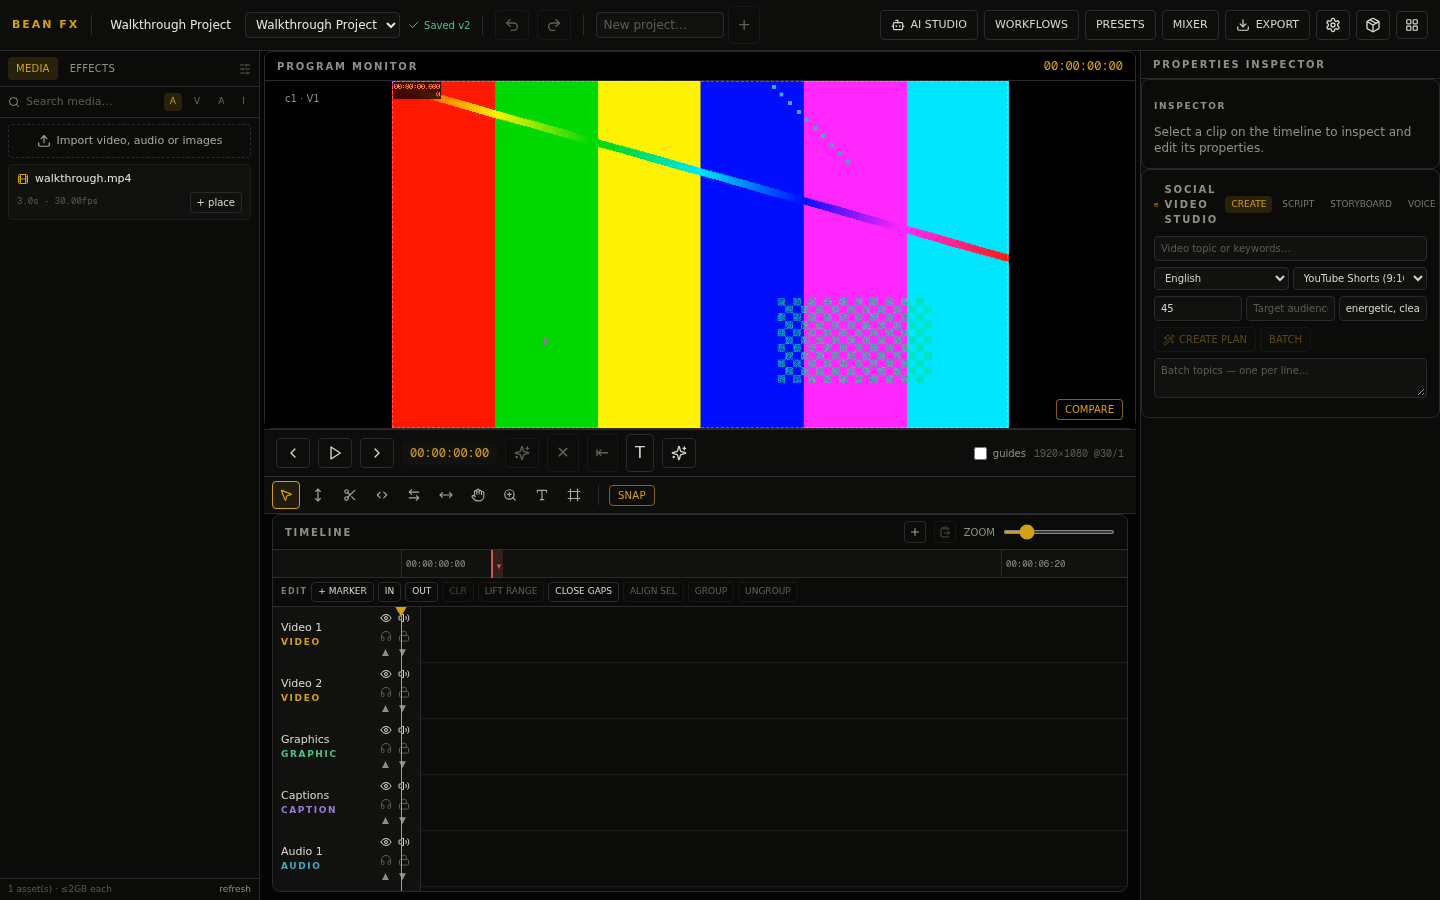 BEAN FX
Walkthrough Project
Walkthrough Project
Saved v2
New project...
+
AI STUDIO
WORKFLOWS
PRESETS
MIXER
EXPORT
MEDIA
EFFECTS
Search media...
A
V
A
I
Import video, audio or images
walkthrough.mp4
3.0s · 30.00fps
+ place
1 asset(s) · ≤2GB each
refresh
PROGRAM MONITOR
00:00:00:00
c1 · V1
00:00:00.000
COMPARE
00:00:00:00
T
guides
1920×1080 @30/1
SNAP
TIMELINE
+
ZOOM
00:00:00:00
00:00:06:20
EDIT
+ MARKER
IN
OUT
CLR
LIFT RANGE
CLOSE GAPS
ALIGN SEL
GROUP
UNGROUP
Video 1
VIDEO
Video 2
VIDEO
Graphics
GRAPHIC
Captions
CAPTION
Audio 1
AUDIO
PROPERTIES INSPECTOR
INSPECTOR
Select a clip on the timeline to inspect and
edit its properties.
SOCIAL
VIDEO
STUDIO
CREATE
SCRIPT
STORYBOARD
VOICE
Video topic or keywords...
English
YouTube Shorts (9:1
45
Target audienc
energetic, clea
CREATE PLAN
BATCH
Batch topics — one per line...